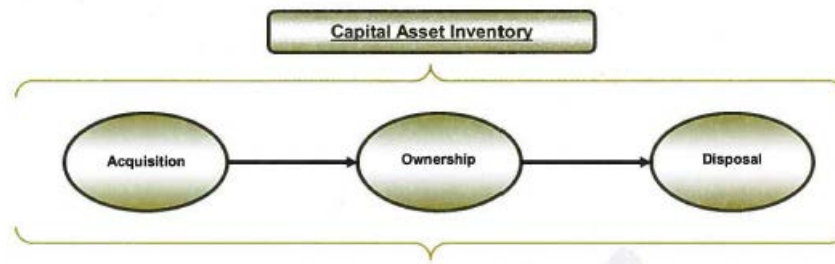 Capital Asset Inventory
Acquisition
Ownership
Disposal